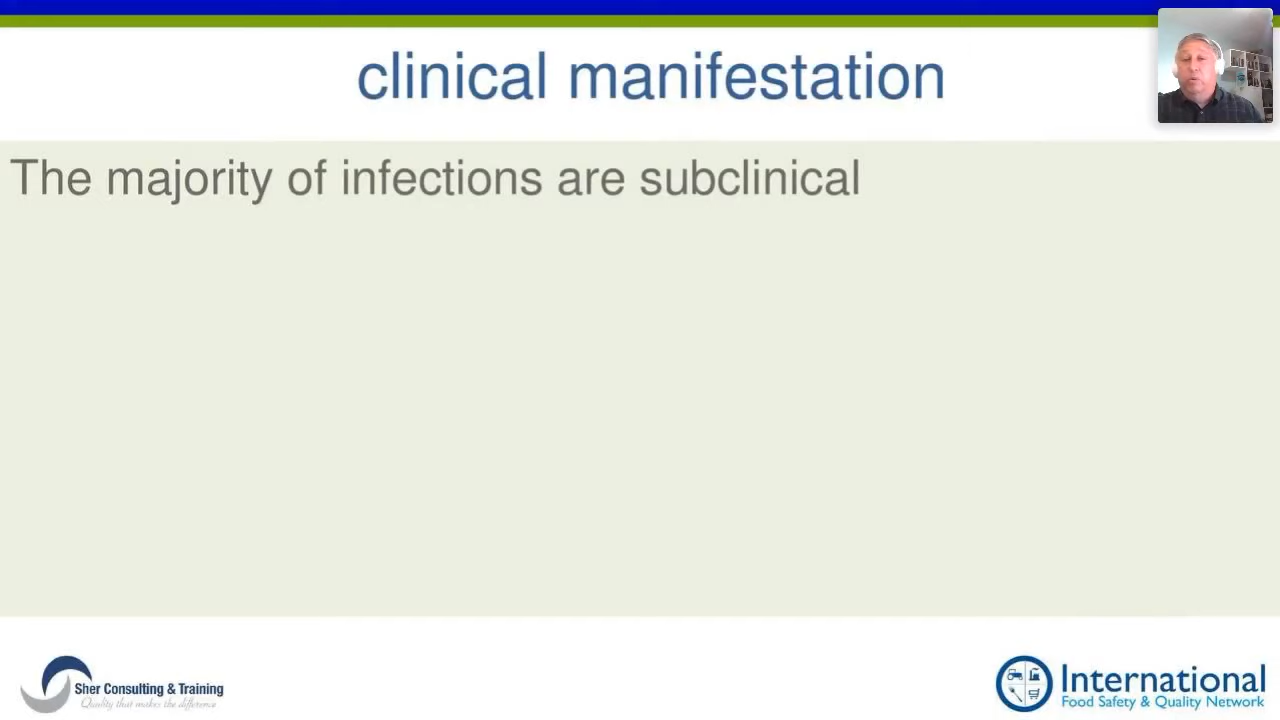 clinical manifestation
The majority of infections are subclinical
Sher Consulting & Training
Quality that makes the difference
International
Food Safety & Quality Network